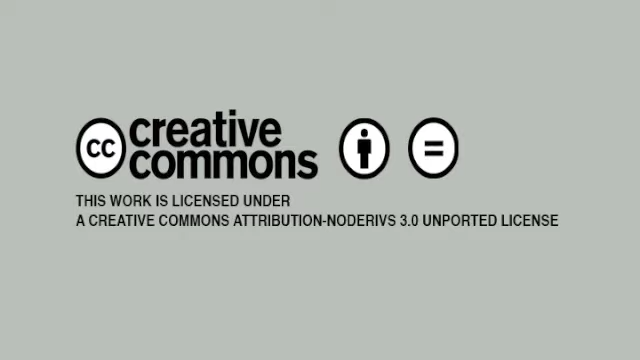 cc creative
commons
THIS WORK IS LICENSED UNDER
A CREATIVE COMMONS ATTRIBUTION-NODERIVS 3.0 UNPORTED LICENSE